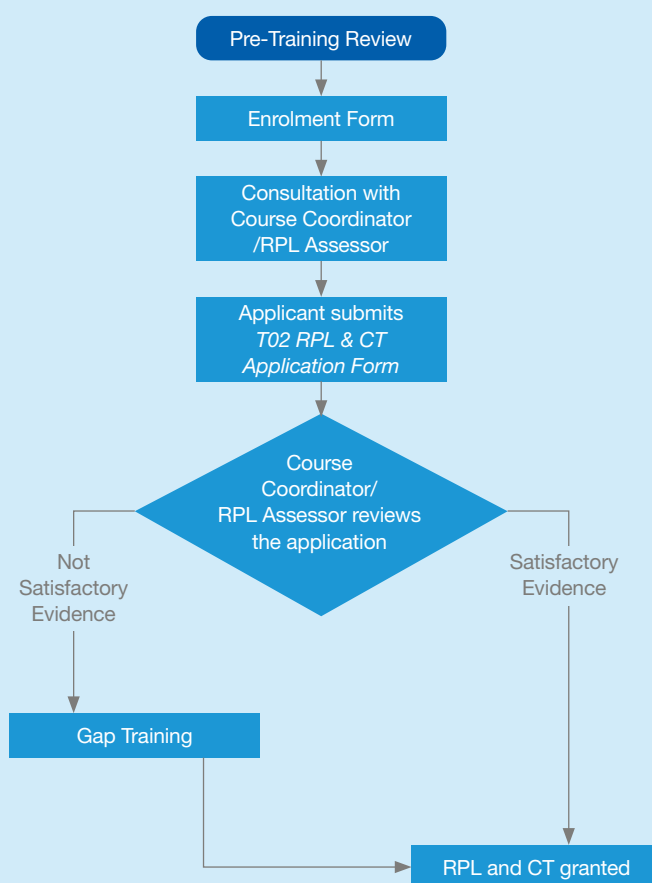 Pre-Training Review
Enrolment Form
Consultation with
Course Coordinator
/RPL Assessor
Applicant submits
T02 RPL & CT
Application Form
Course
Coordinator/
RPL Assessor reviews
the application
Not
Satisfactory
Evidence
Satisfactory
Evidence
Gap Training
RPL and CT granted